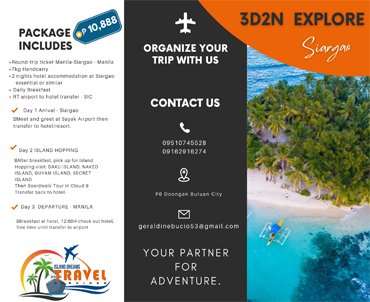 PACKAGE
INCLUDES
₱ 10,888
•Round-trip ticket Manila-Siargao - Manila
•7kg Handcarry
•2 nights hotel accommodation at Siargao
essential or similar
• Daily Breakfast
• RT airport to hotel transfer - SIC
Day 1 Arrival - Siargao
Meet and greet at Sayak Airport then
transfer to hotel/resort.
Day 2 ISLAND HOPPING
After breakfast, pick up for Island
Hopping visit: DAKU ISLAND, NAKED
ISLAND, GUYAM ISLAND, SECRET
ISLAND
Then Boardwalk Tour in Cloud 9
Transfer back to hotel.
Day 3 DEPARTURE - MANILA
Breakfast at hotel, 12:00H check out hotel,
free time until transfer to airport
ISLAND DREAMS
TRAVEL
ORGANIZE YOUR
TRIP WITH US
CONTACT US
09510745528
09162916274
P6 Doongan Butuan City
geraldinebucio53@gmail.com
YOUR PARTNER
FOR
ADVENTURE.
3D2N EXPLORE
Siargao